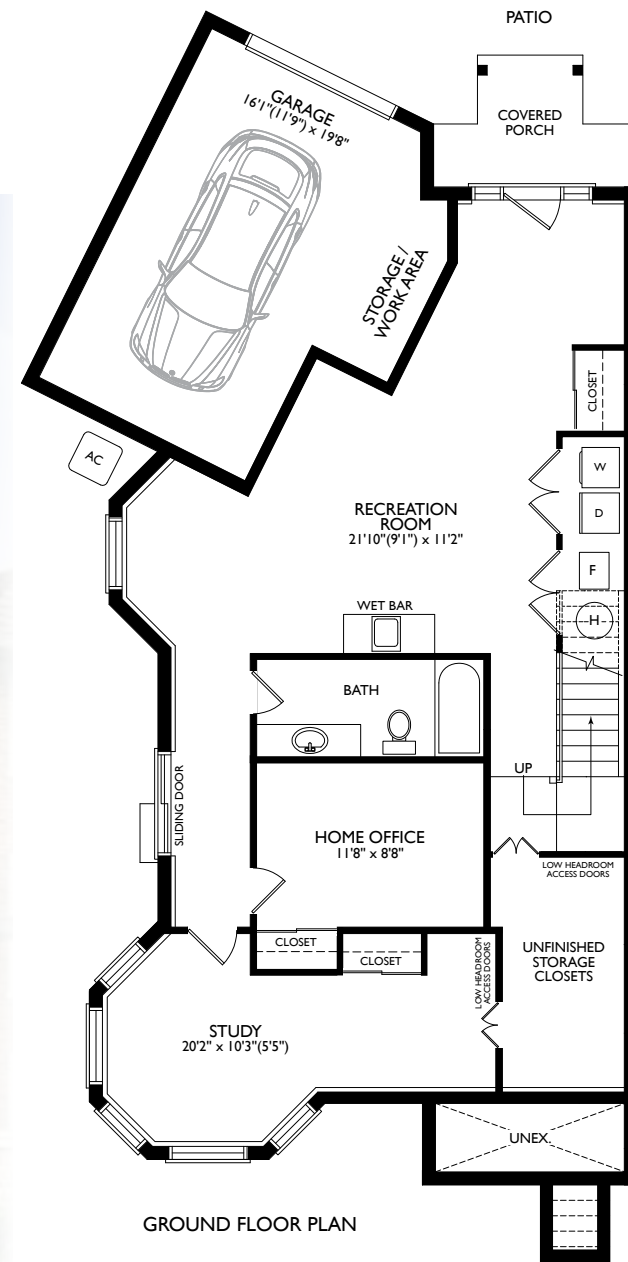 PATIO
GARAGE
16'1"(11'9") x 19'8"
COVERED
PORCH
STORAGE /
WORK AREA
CLOSET
AC
W
RECREATION
ROOM
21'10"(9'1") x 11'2"
D
F
WET BAR
H
BATH
UP
SLIDING DOOR
HOME OFFICE
11'8" x 8'8"
LOW HEADROOM
ACCESS DOORS
CLOSET
CLOSET
LOW HEADROOM
ACCESS DOORS
UNFINISHED
STORAGE
CLOSETS
STUDY
20'2" x 10'3"(5'5")
UNEX.
GROUND FLOOR PLAN